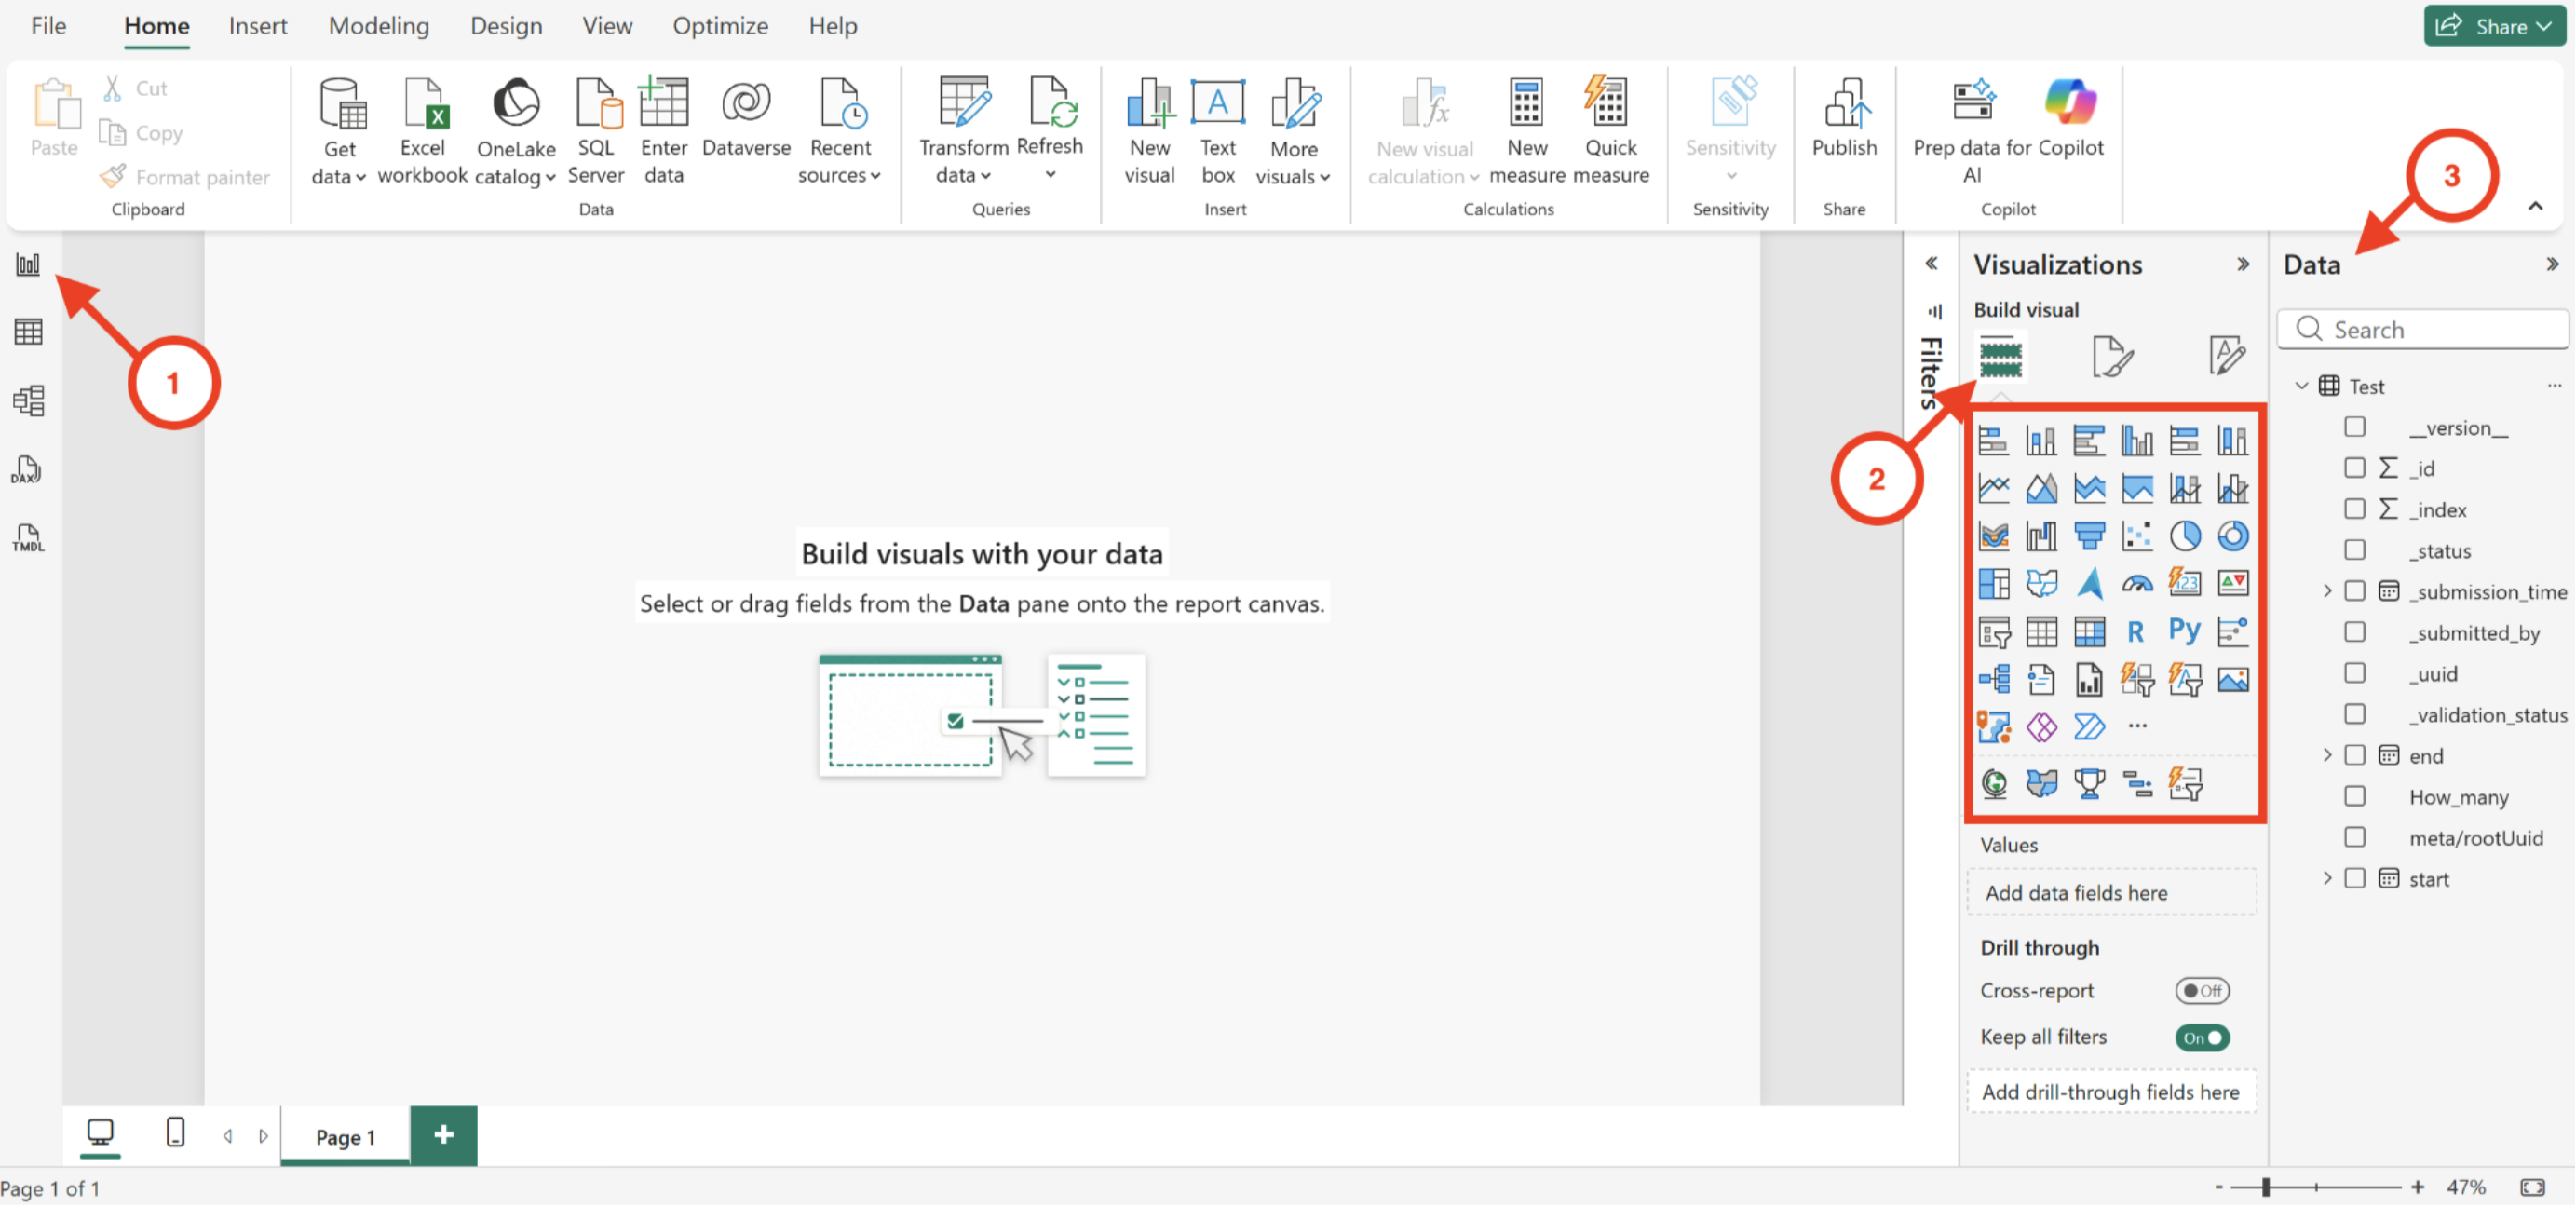 File Home Insert Modeling Design View Optimize Help Share
Paste
Cut
Copy
Format painter
Clipboard
Get data
Excel workbook
OneLake catalog
SQL Server
Enter data
Dataverse
Recent sources
Data
Transform data
Refresh
Queries
New visual
A
Text box
More visuals
Insert
fx
New visual calculation
New measure
Quick measure
Calculations
Sensitivity
Sensitivity
Publish
Share
Prep data for AI
Copilot
Copilot
3
1
DAX
TMDL
Build visuals with your data
Select or drag fields from the Data pane onto the report canvas.
Filters
2
Visualizations
Build visual
123
R Py
Values
Add data fields here
Drill through
Cross-report Off
Keep all filters On
Add drill-through fields here
Data
Search
Test
__version__
_id
_index
_status
_submission_time
_submitted_by
_uuid
_validation_status
end
How_many
meta/rootUuid
start
Page 1 +
Page 1 of 1
- + 47%